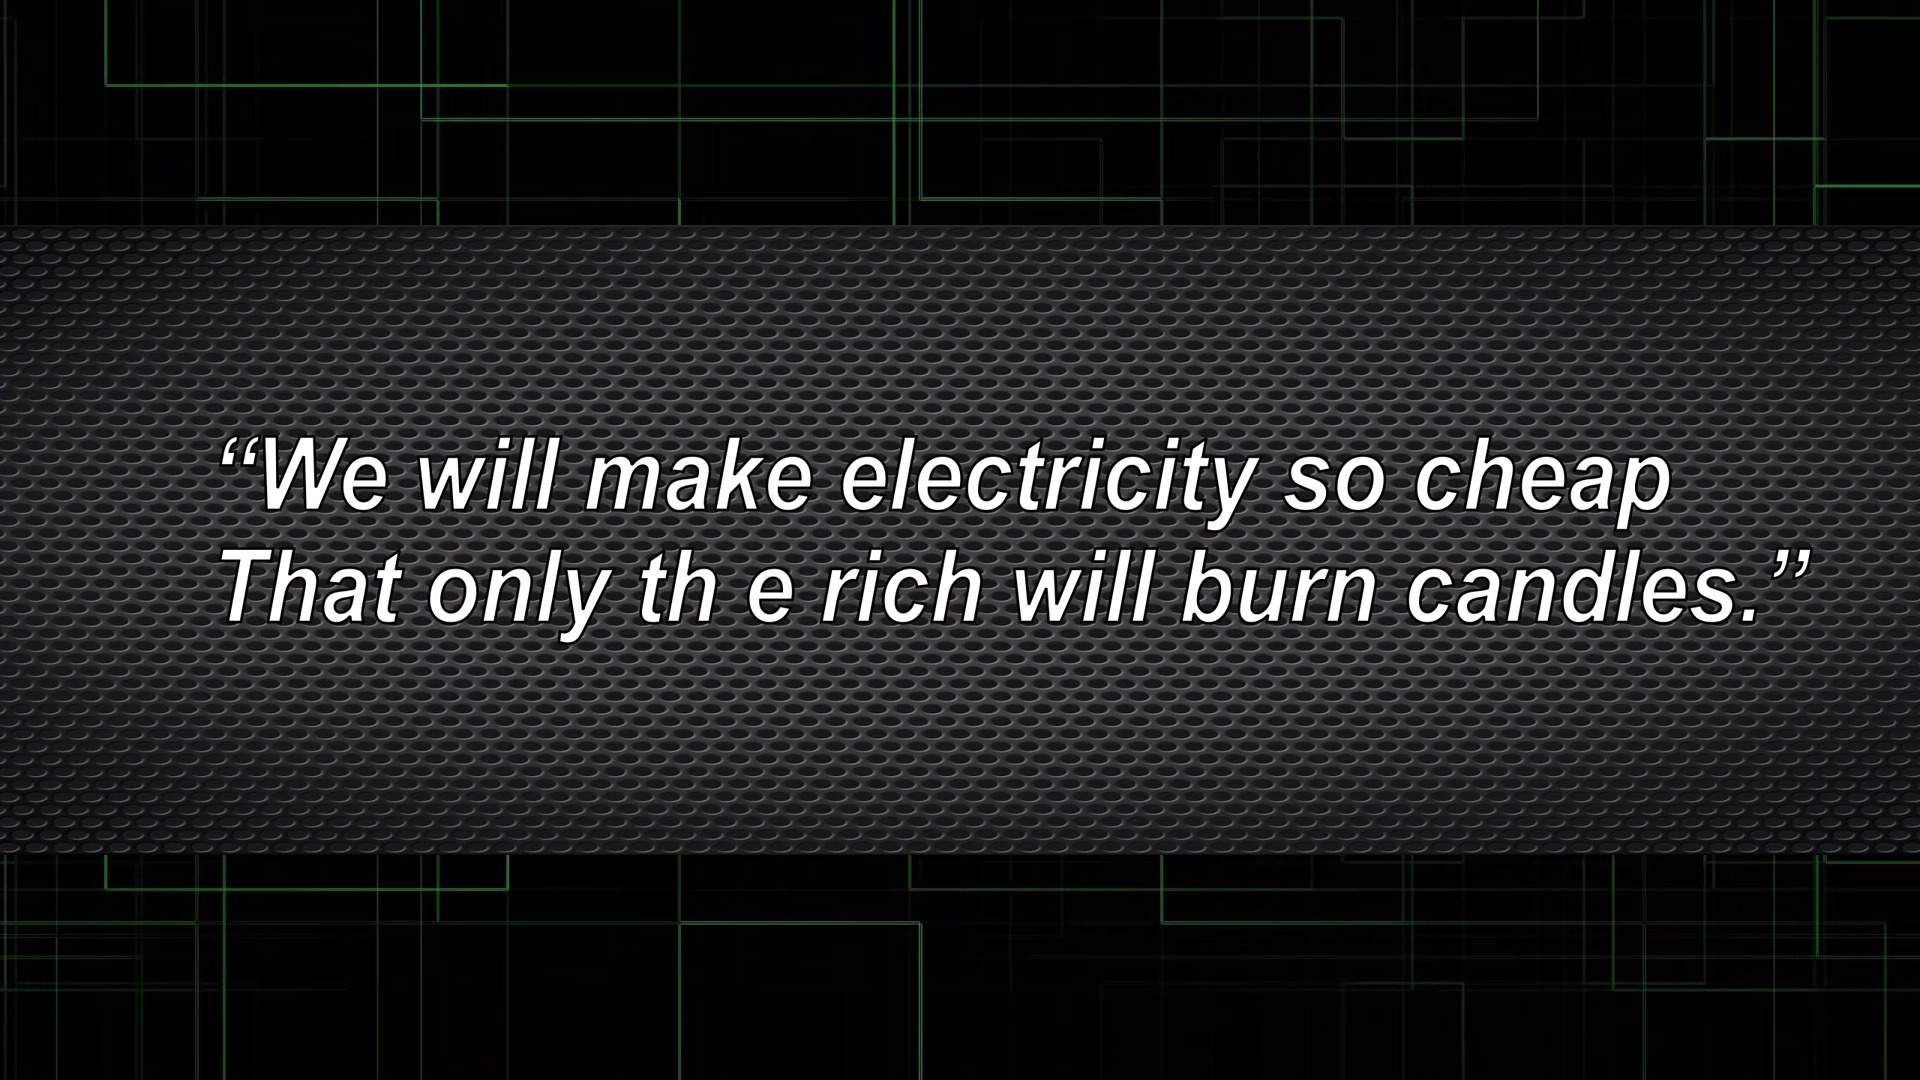 “We will make electricity so cheap
That only th e rich will burn candles.”